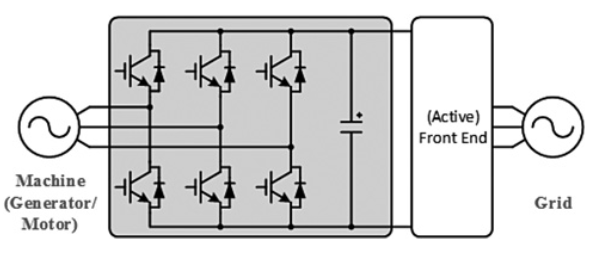 (Active)
Front End
Machine
(Generator/
Motor)
Grid